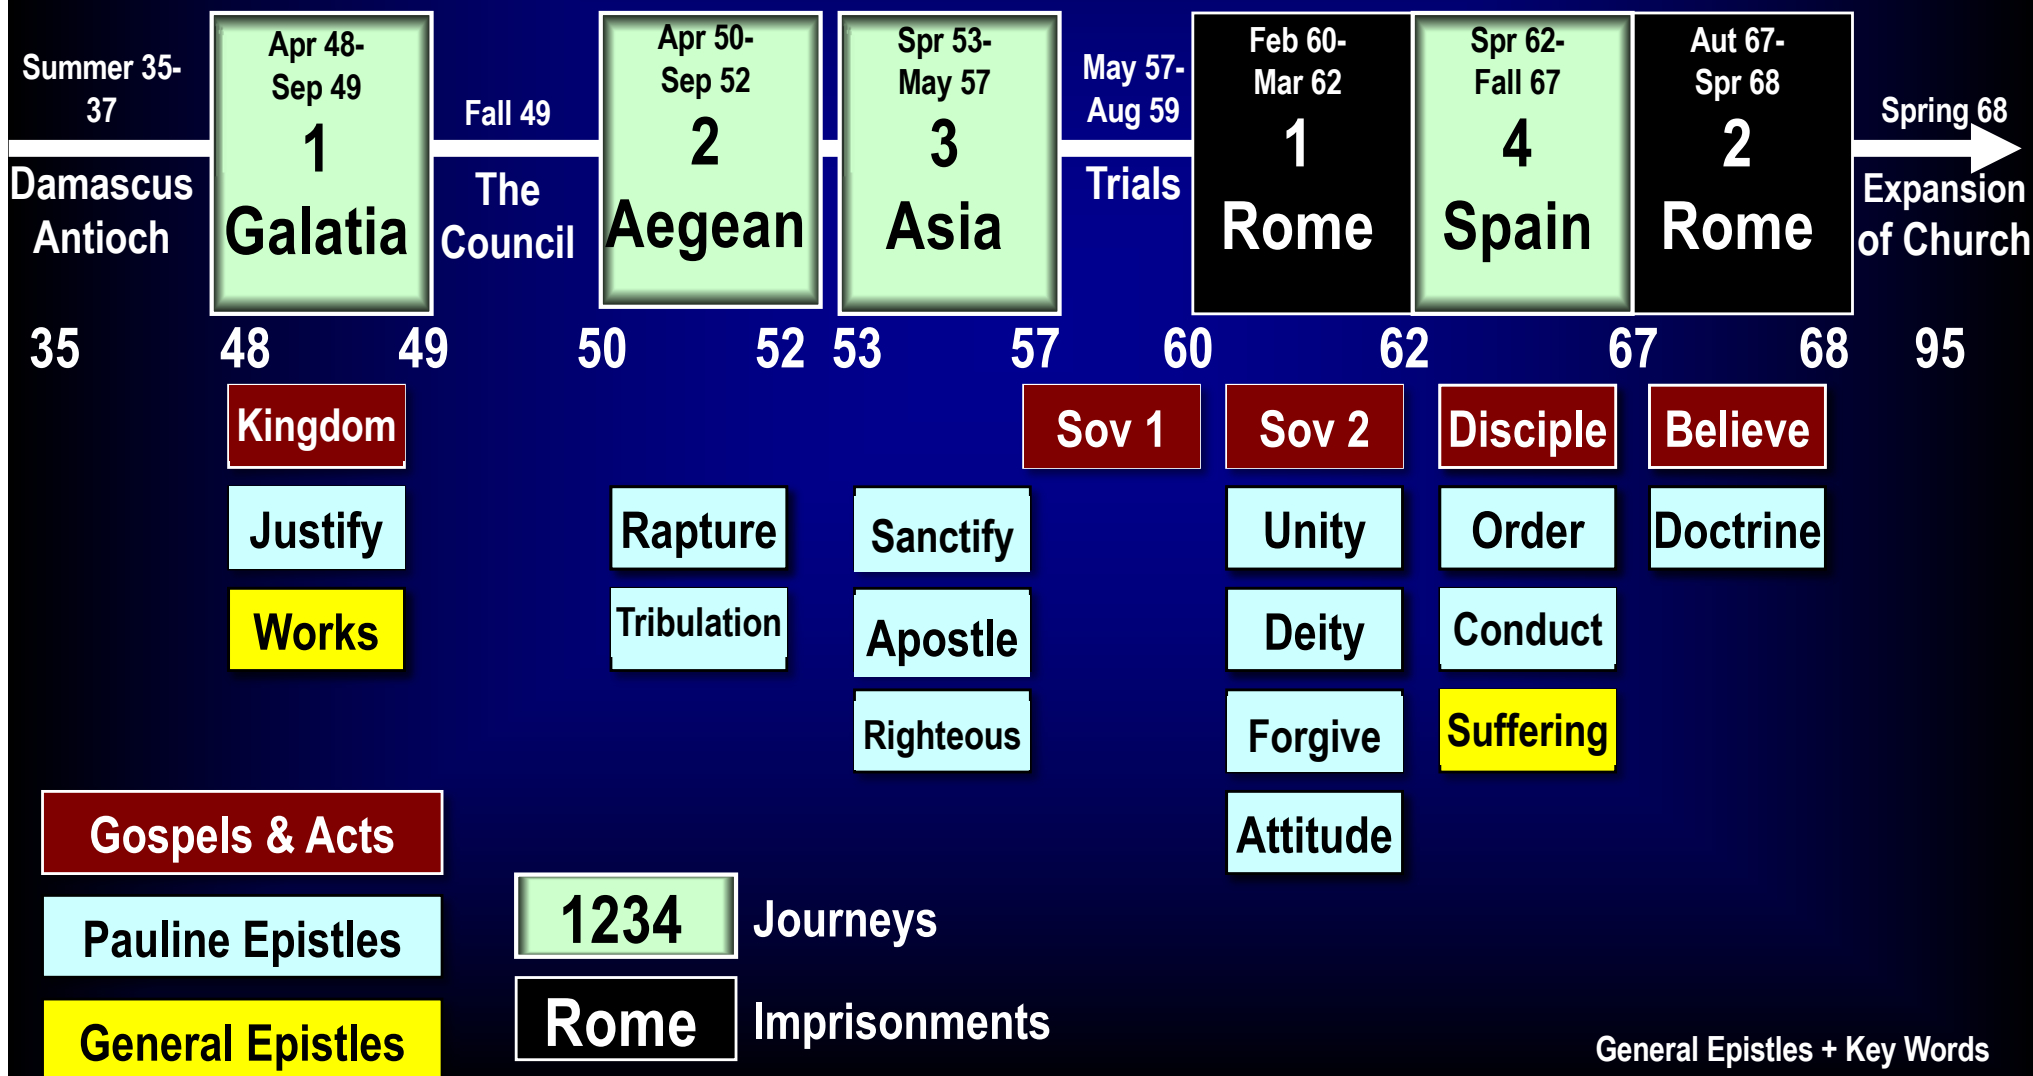 Summer 35-
37
Damascus
Antioch
Apr 48-
Sep 49
1
Galatia
Fall 49
The
Council
Apr 50-
Sep 52
2
Aegean
Spr 53-
May 57
3
Asia
May 57-
Aug 59
Trials
Feb 60-
Mar 62
1
Rome
Spr 62-
Fall 67
4
Spain
Aut 67-
Spr 68
2
Rome
Spring 68
Expansion
of Church
35 48 49 50 52 53 57 60 62 67 68 95
Kingdom Sov 1 Sov 2 Disciple Believe
Justify Rapture Sanctify Unity Order Doctrine
Works Tribulation Apostle Deity Conduct
Righteous Forgive Suffering
Attitude
Gospels & Acts
Pauline Epistles
General Epistles
1234 Journeys
Rome Imprisonments
General Epistles + Key Words